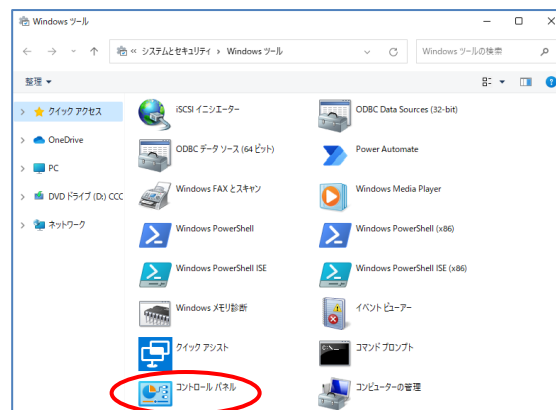 Windows ツール
« システムとセキュリティ › Windows ツール
Windows ツールの検索
整理
クイック アクセス
OneDrive
PC
DVD ドライブ (D:) CCC
ネットワーク
iSCSI イニシエーター
ODBC Data Sources (32-bit)
ODBC データ ソース (64 ビット)
Power Automate
Windows FAX とスキャン
Windows Media Player
Windows PowerShell
Windows PowerShell (x86)
Windows PowerShell ISE
Windows PowerShell ISE (x86)
Windows メモリ診断
イベント ビューアー
クイック アシスト
コマンド プロンプト
コントロール パネル
コンピューターの管理